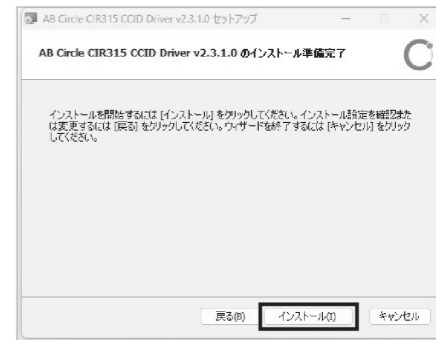 AB Circle CIR315 CCID Driver v2.3.1.0 セットアップ
AB Circle CIR315 CCID Driver v2.3.1.0 のインストール準備完了
インストールを開始するには [インストール] をクリックしてください。インストール設定を確認また
は変更するには [戻る] をクリックしてください。ウィザードを終了するには [キャンセル] をクリック
してください。
戻る(B) インストール(I) キャンセル